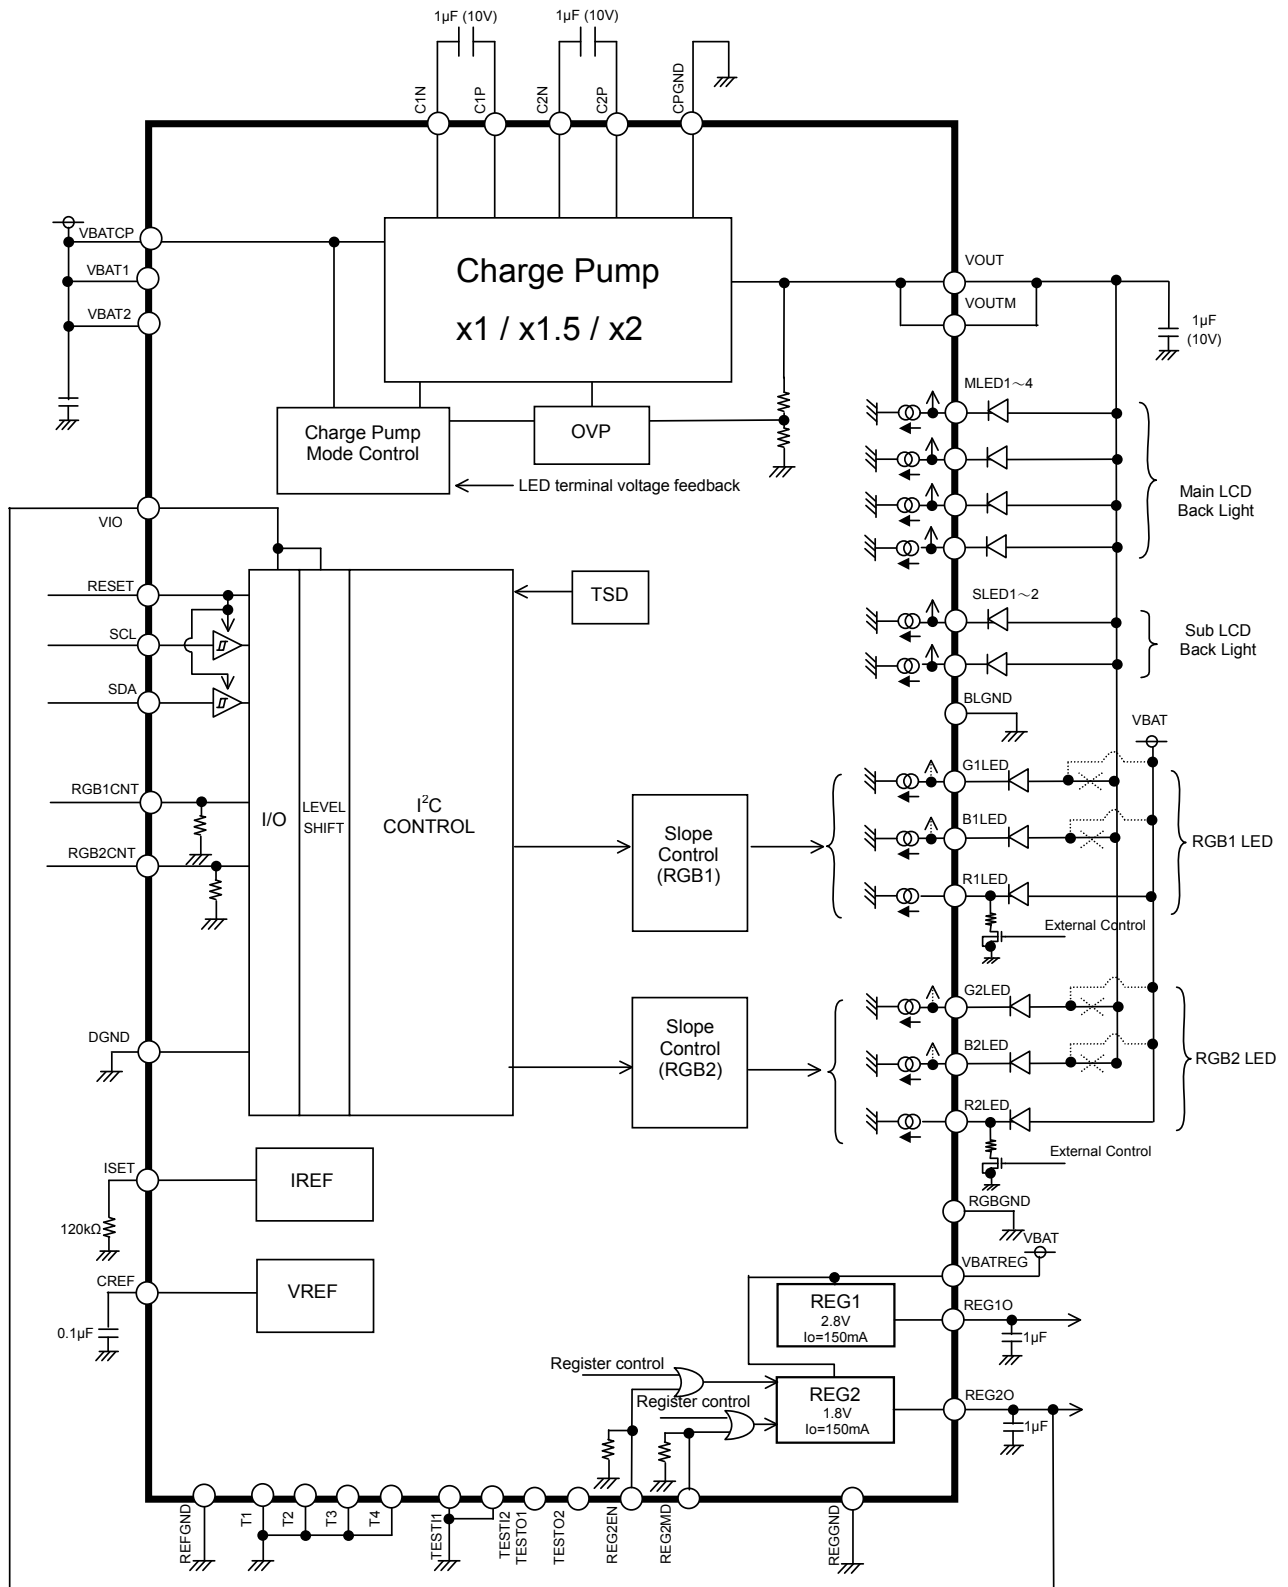 1µF (10V)
1µF (10V)
C1N
C1P
C2N
C2P
CPGND
VBATCP
VBAT1
VBAT2
Charge Pump
x1 / x1.5 / x2
VOUT
VOUTM
1µF
(10V)
Charge Pump
Mode Control
OVP
LED terminal voltage feedback
MLED1～4
Main LCD
Back Light
VIO
RESET
SCL
SDA
TSD
SLED1～2
Sub LCD
Back Light
BLGND
VBAT
RGB1CNT
RGB2CNT
I/O
LEVEL
SHIFT
I²C
CONTROL
Slope
Control
(RGB1)
G1LED
B1LED
R1LED
RGB1 LED
External Control
DGND
Slope
Control
(RGB2)
G2LED
B2LED
R2LED
RGB2 LED
External Control
ISET
120kΩ
IREF
RGBGND
VBAT
VBATREG
CREF
0.1µF
VREF
REG1
2.8V
Io=150mA
REG1O
1µF
Register control
Register control
REG2
1.8V
Io=150mA
REG2O
1µF
REFGND
T1
T2
T3
T4
TESTI1
TESTI2
TESTO1
TESTO2
REG2EN
REG2MD
REGGND